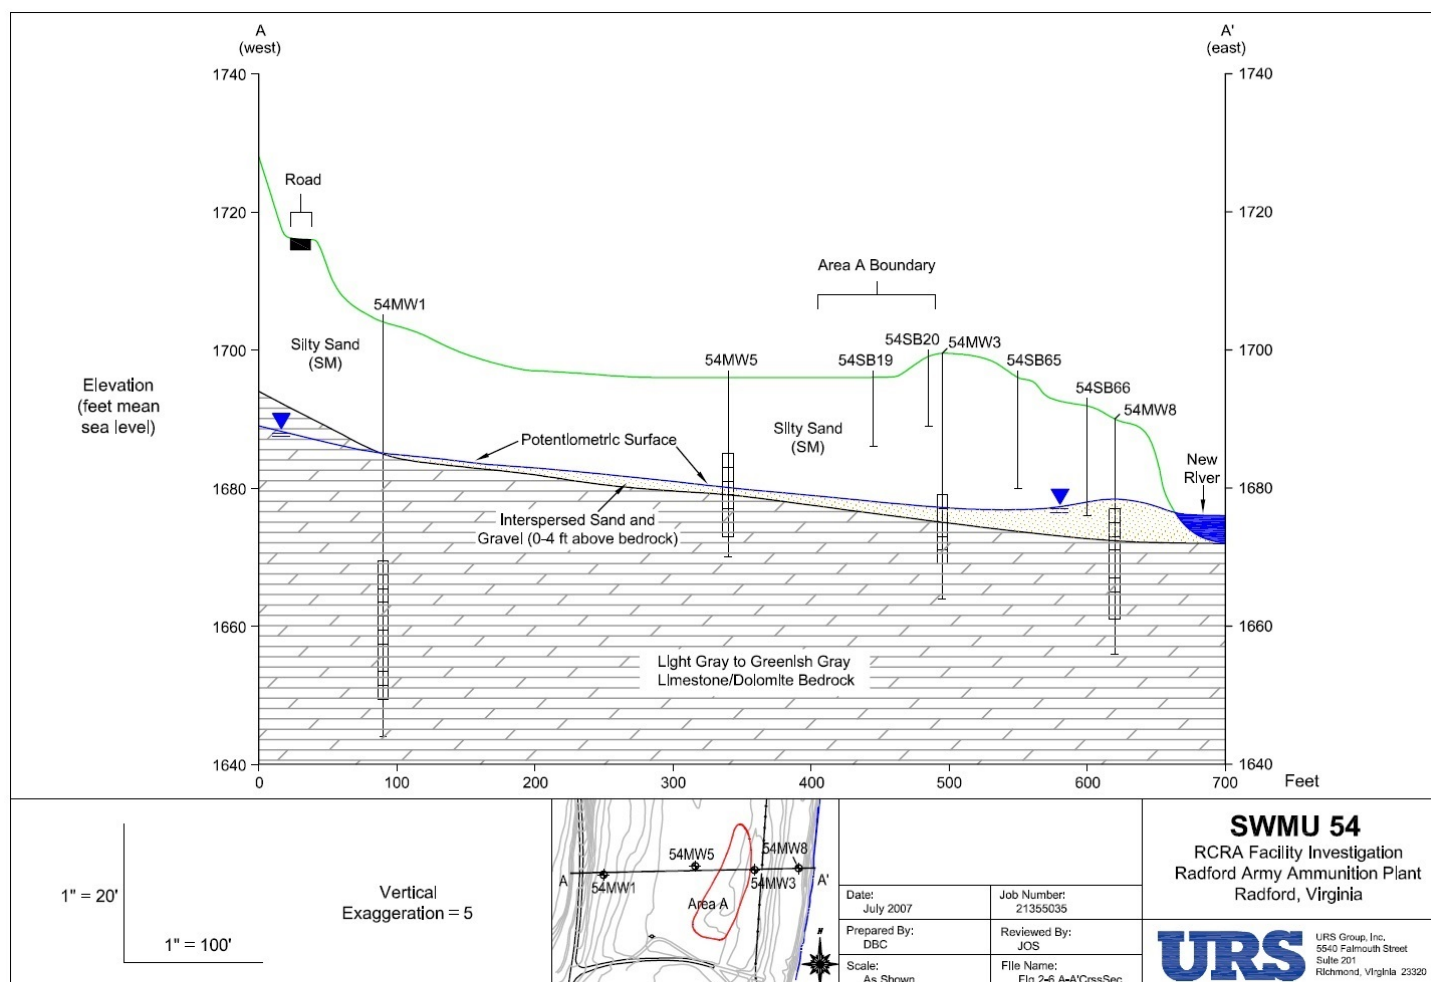 A
(west)
A'
(east)
1740
1740
Road
1720
1720
Area A Boundary
54MW1
Silty Sand
(SM)
1700
1700
54MW5
54SB19
54SB20
54MW3
54SB65
54SB66
54MW8
Elevation
(feet mean
sea level)
Potentiometric Surface
Silty Sand
(SM)
New
River
1680
1680
Interspersed Sand and
Gravel (0-4 ft above bedrock)
1660
1660
Light Gray to Greenish Gray
Limestone/Dolomite Bedrock
1640
1640
0
100
200
300
400
500
600
700
Feet
1" = 20'
1" = 100'
Vertical
Exaggeration = 5
54MW5
54MW8
A
54MW1
54MW3
A'
Area A
N
Date:
July 2007
Job Number:
21355035
Prepared By:
DBC
Reviewed By:
JOS
Scale:
As Shown
File Name:
Fig 2-6 A-A'CrssSec
SWMU 54
RCRA Facility Investigation
Radford Army Ammunition Plant
Radford, Virginia
URS
URS Group, Inc.
5540 Falmouth Street
Suite 201
Richmond, Virginia 23320